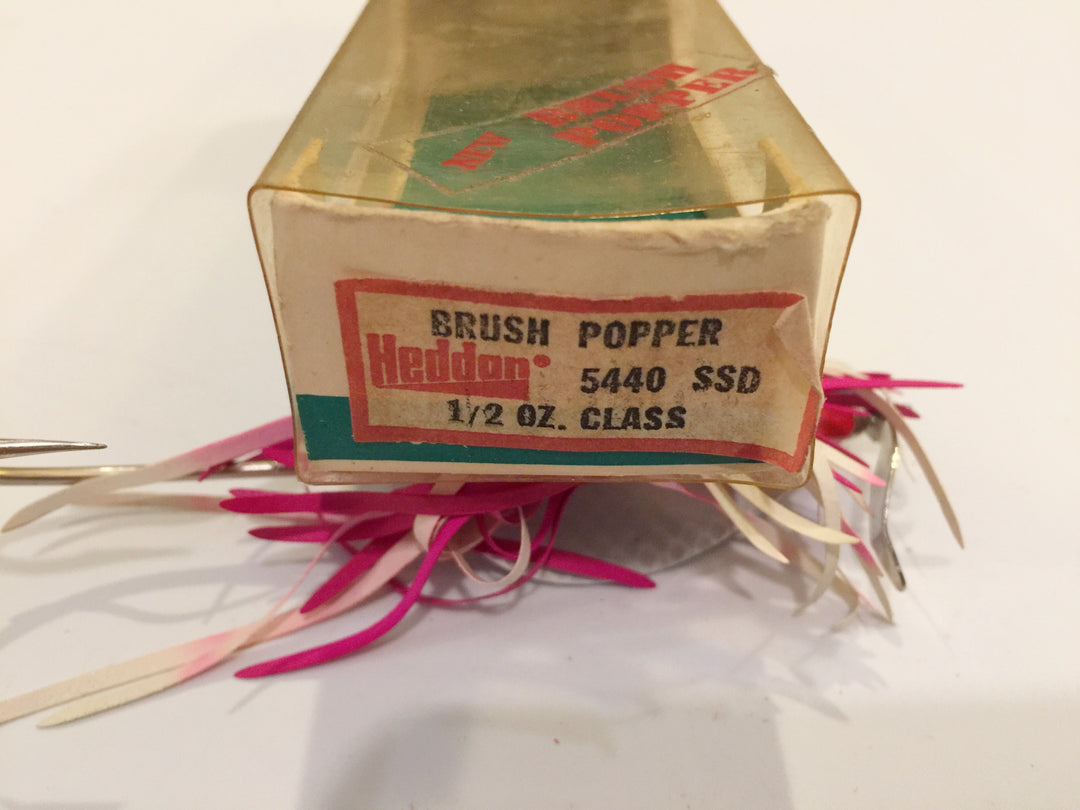 NEW BRUSH
POPPER
BRUSH POPPER
Heddon
5440 SSD
1/2 OZ. CLASS